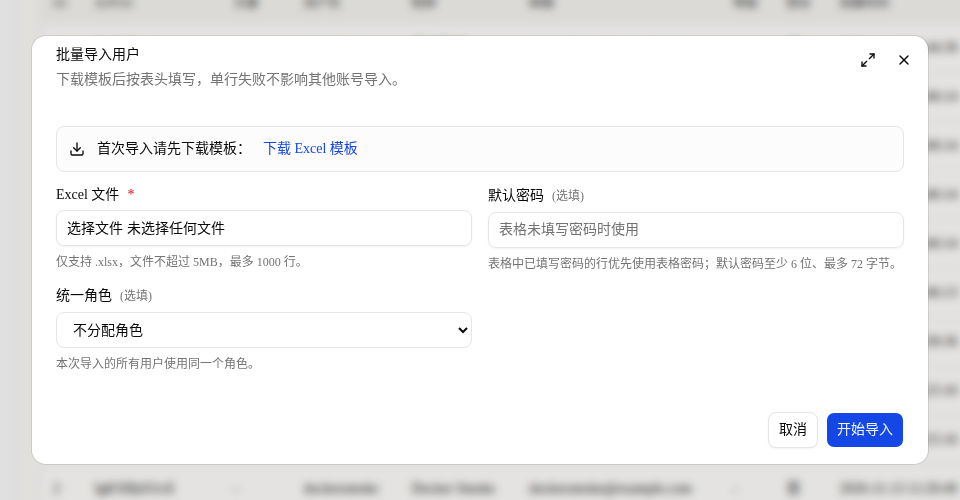 批量导入用户
下载模板后按表头填写，单行失败不影响其他账号导入。
首次导入请先下载模板： 下载 Excel 模板
Excel 文件 *
选择文件 未选择任何文件
仅支持 .xlsx，文件不超过 5MB，最多 1000 行。
默认密码 (选填)
表格未填写密码时使用
表格中已填写密码的行优先使用表格密码；默认密码至少 6 位、最多 72 字节。
统一角色 (选填)
不分配角色
本次导入的所有用户使用同一个角色。
取消 开始导入